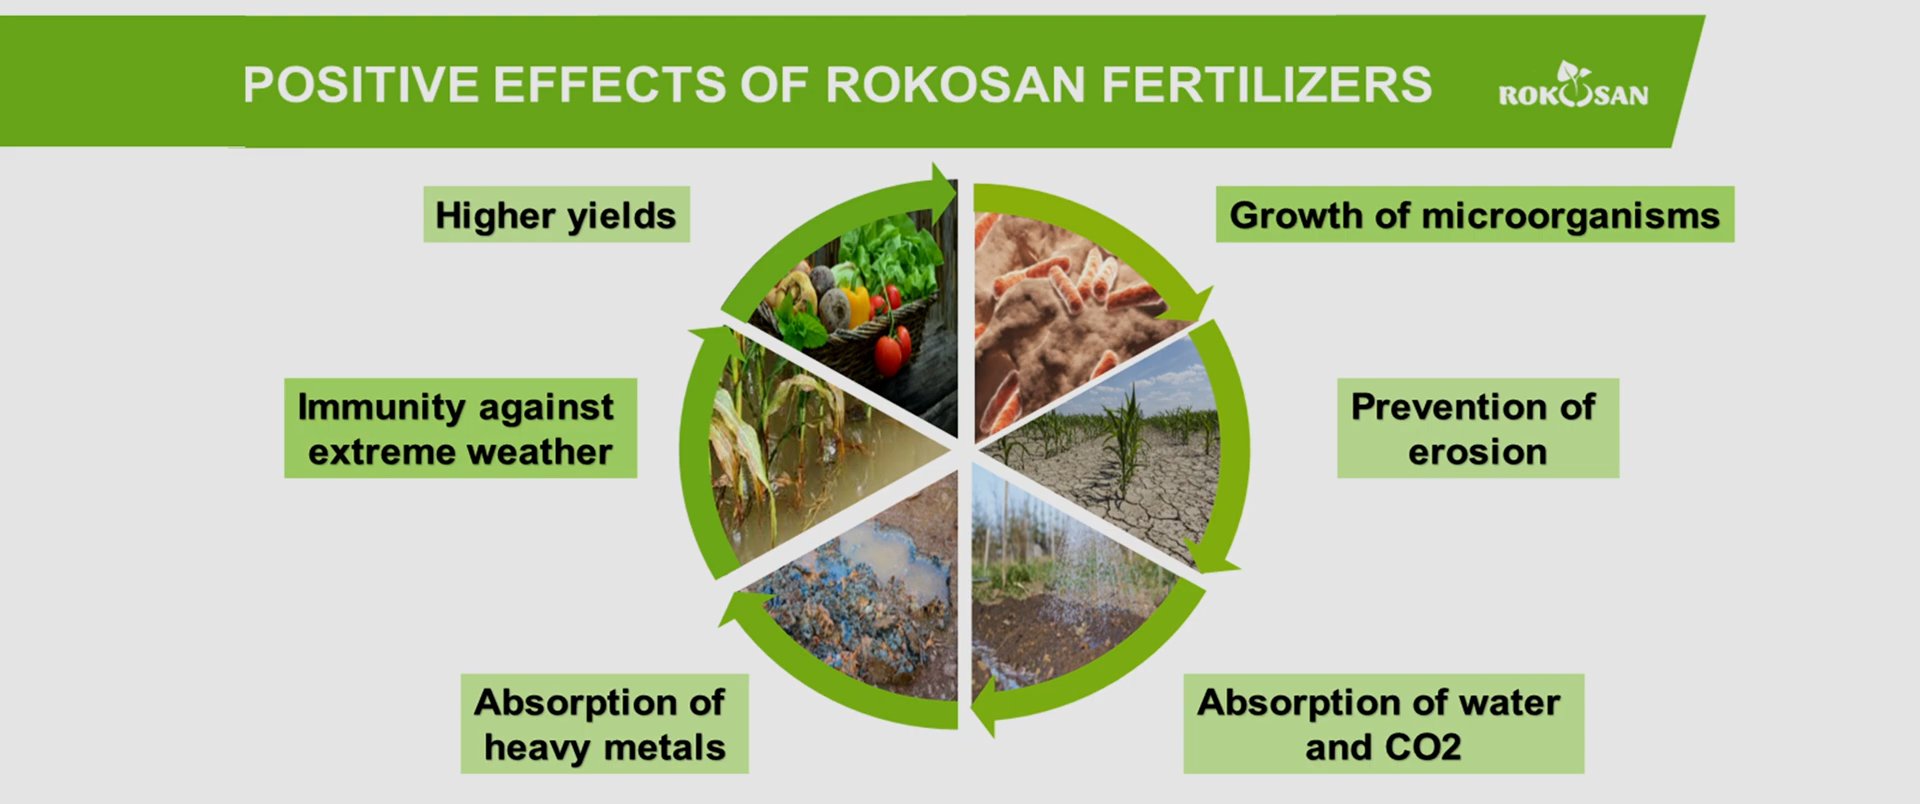 POSITIVE EFFECTS OF ROKOSAN FERTILIZERS
ROKOSAN
Higher yields
Growth of microorganisms
Immunity against
extreme weather
Prevention of
erosion
Absorption of
heavy metals
Absorption of water
and CO2